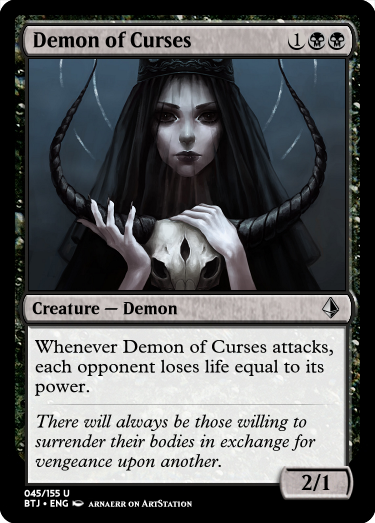 Demon of Curses 1
Creature — Demon
Whenever Demon of Curses attacks,
each opponent loses life equal to its
power.
There will always be those willing to
surrender their bodies in exchange for
vengeance upon another.
2/1
045/155 U
BTJ • ENG ARNAERR ON ARTSTATION